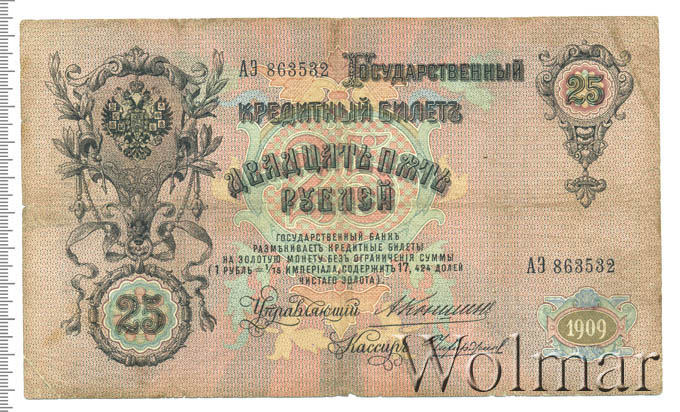 АЭ 863532 Государственный
25
Кредитный Билетъ
Двадцать пять
рублей
Государственный банкъ
размѣниваетъ кредитные билеты
на золотую монету безъ ограниченія суммы
(1 рубль = 1/15 имперіала, содержитъ 17,424 долей
чистаго золота).
АЭ 863532
25
Управляющій
1909
Кассиръ
Wolmar